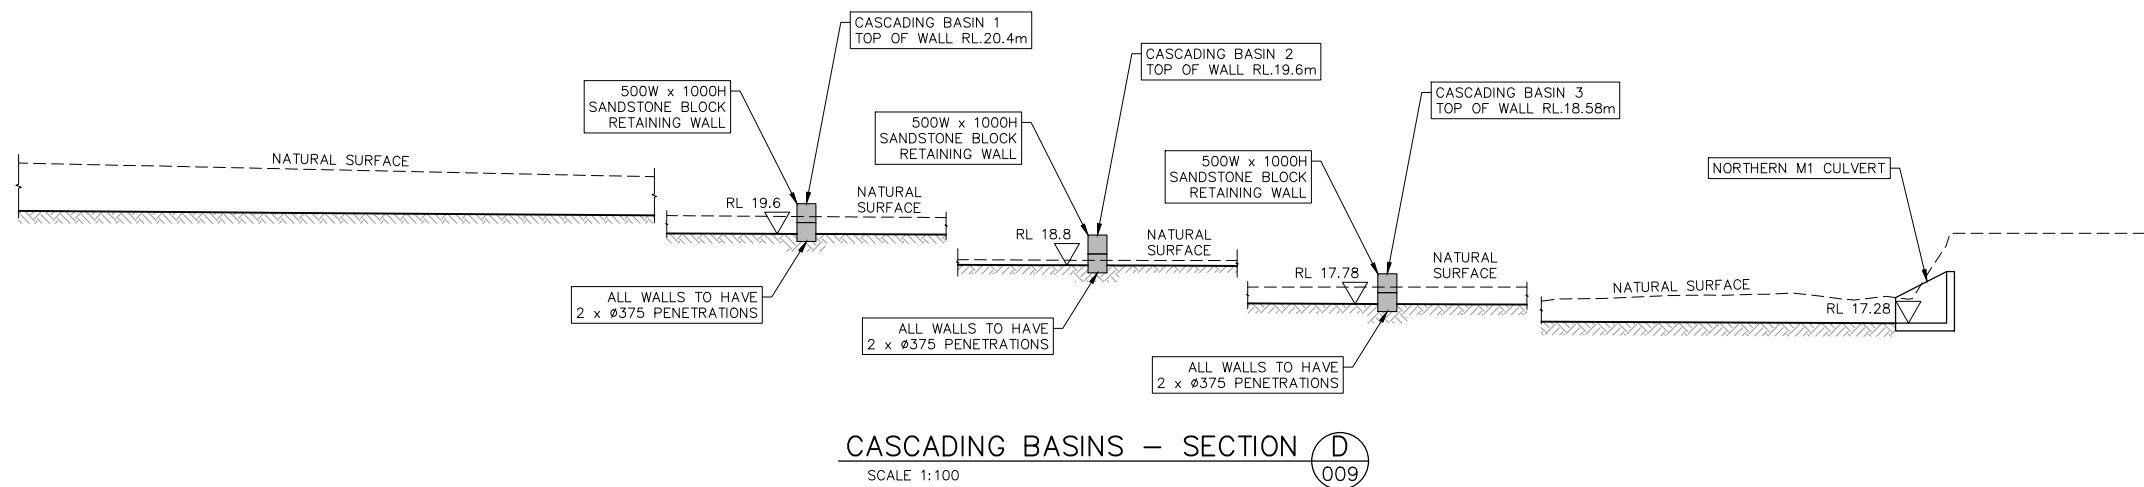 CASCADING BASIN 1
TOP OF WALL RL.20.4m
500W x 1000H
SANDSTONE BLOCK
RETAINING WALL
CASCADING BASIN 2
TOP OF WALL RL.19.6m
500W x 1000H
SANDSTONE BLOCK
RETAINING WALL
CASCADING BASIN 3
TOP OF WALL RL.18.58m
500W x 1000H
SANDSTONE BLOCK
RETAINING WALL
NORTHERN M1 CULVERT
NATURAL SURFACE
RL 19.6
NATURAL
SURFACE
RL 18.8
NATURAL
SURFACE
RL 17.78
NATURAL
SURFACE
NATURAL SURFACE
RL 17.28
ALL WALLS TO HAVE
2 x Ø375 PENETRATIONS
ALL WALLS TO HAVE
2 x Ø375 PENETRATIONS
ALL WALLS TO HAVE
2 x Ø375 PENETRATIONS
CASCADING BASINS – SECTION
D
009
SCALE 1:100